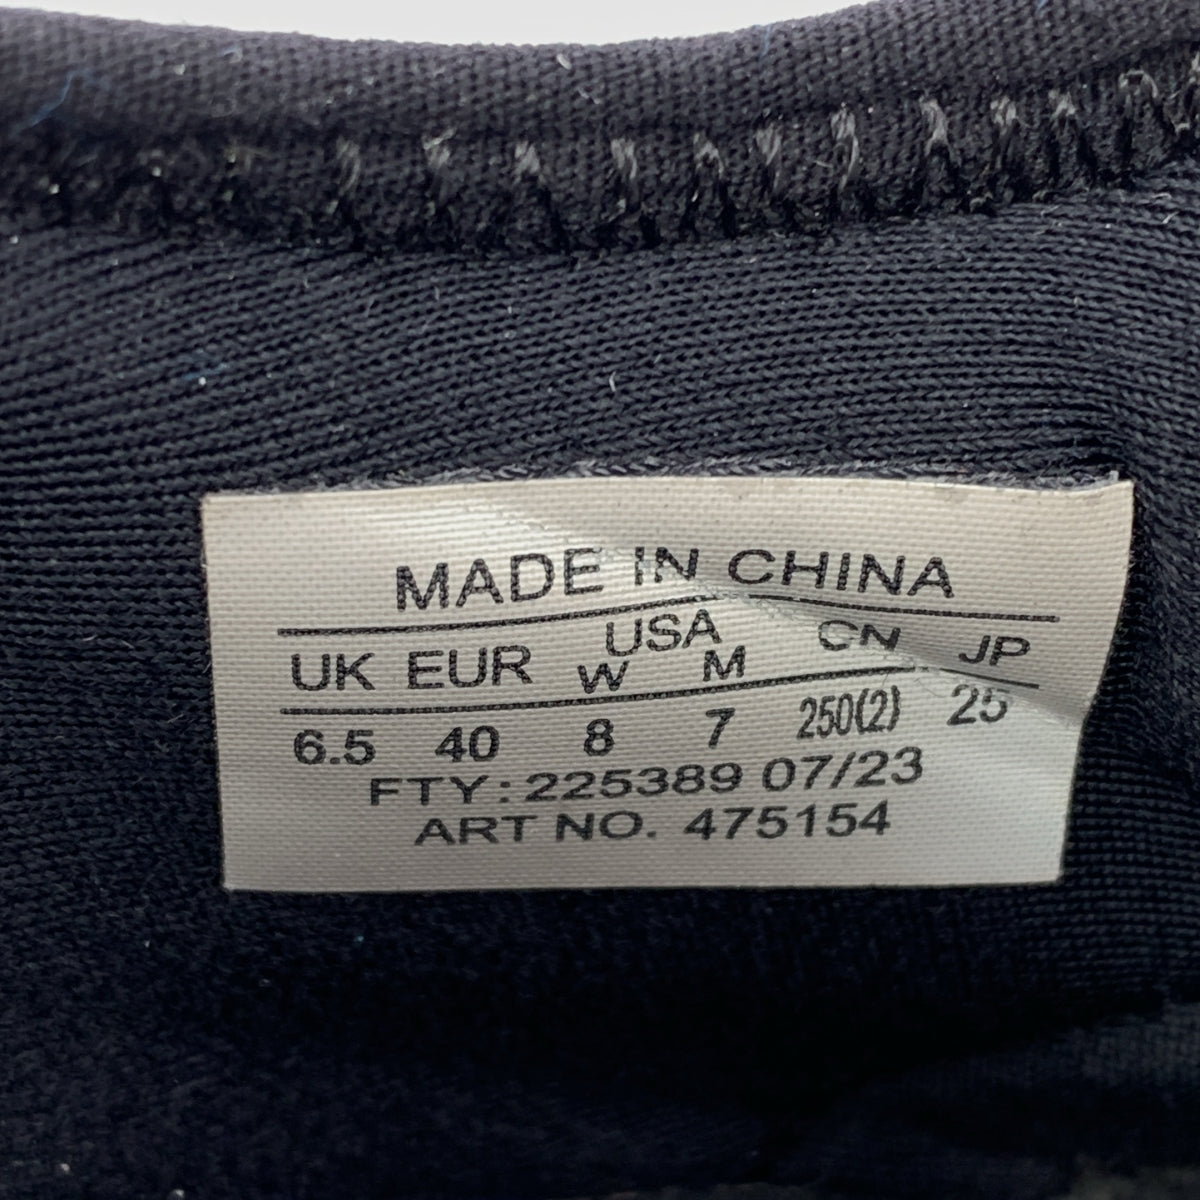 MADE IN CHINA
UK EUR USA CN JP
W M
6.5 40 8 7 250(2) 25
FTY: 225389 07/23
ART NO. 475154